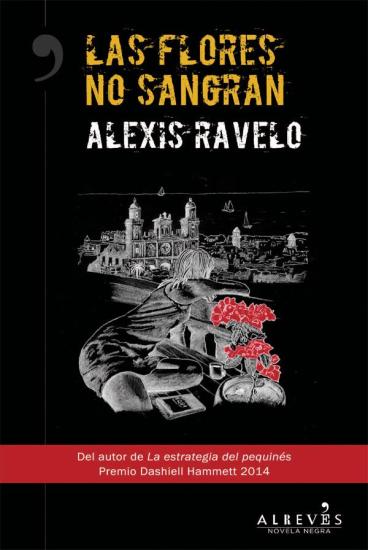 LAS FLORES
NO SANGRAN
ALEXIS RAVELO
Del autor de La estrategia del pequinés
Premio Dashiell Hammett 2014
ALREVÉS
NOVELA NEGRA